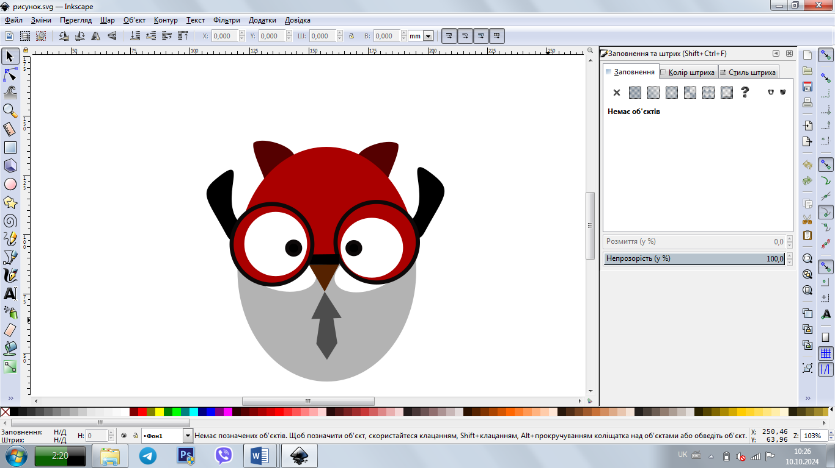 рисунок.svg — Inkscape
Файл Зміни Перегляд Шар Об'єкт Контур Текст Фільтри Додатки Довідка
X: 0,000 Y: 0,000 Ш: 0,000 В: 0,000 mm
Заповнення та штрих (Shift+Ctrl+F)
Заповнення Колір штриха Стиль штриха
?
Немає об'єктів
Розмиття (у %) 0,0
Непрозорість (у %) 100,0
Заповнення: Н/Д
Штрих: Н/Д
Н: 0
•Фон1
Немає позначених об'єктів. Щоб позначити об'єкт, скористайтеся клацанням, Shift+клацанням, Alt+прокручуванням коліщатка над об'єктами або обведіть об'єкт.
X: 250.46
Y: 63.96
Z: 103%
2:20
Ps
W
UK
10:26
10.10.2024